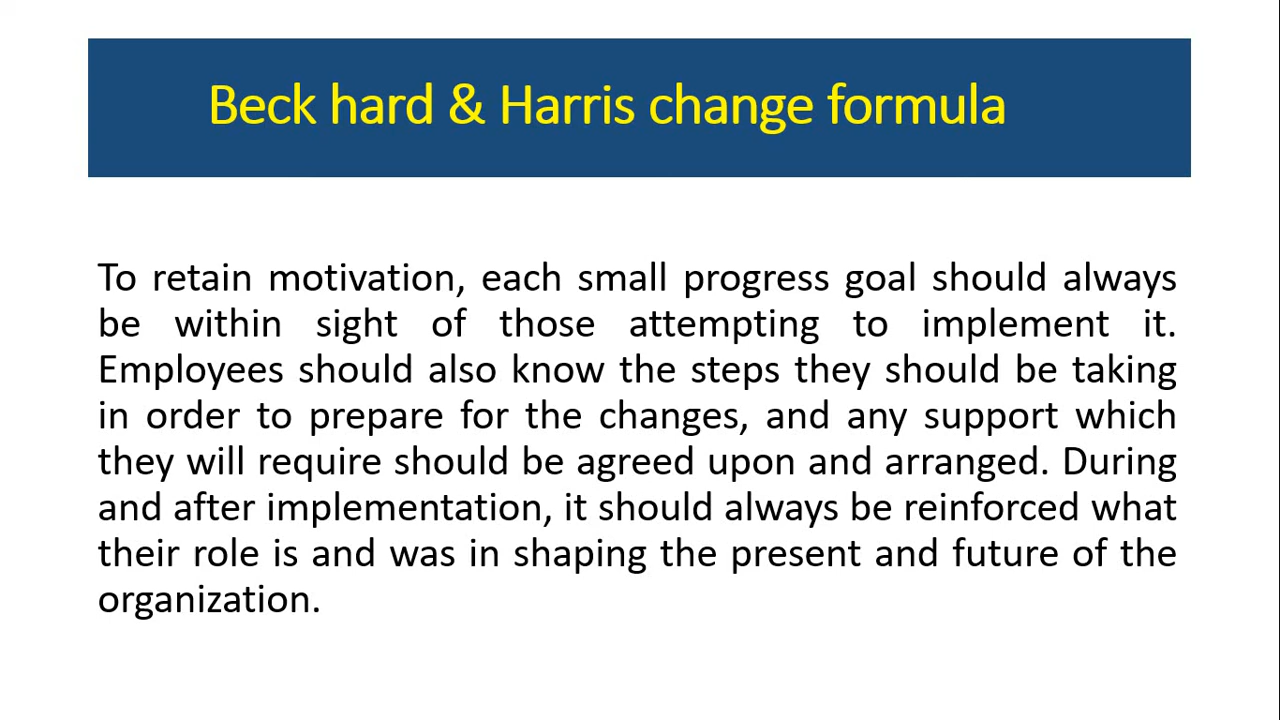 Beck hard & Harris change formula
To retain motivation, each small progress goal should always
be within sight of those attempting to implement it.
Employees should also know the steps they should be taking
in order to prepare for the changes, and any support which
they will require should be agreed upon and arranged. During
and after implementation, it should always be reinforced what
their role is and was in shaping the present and future of the
organization.